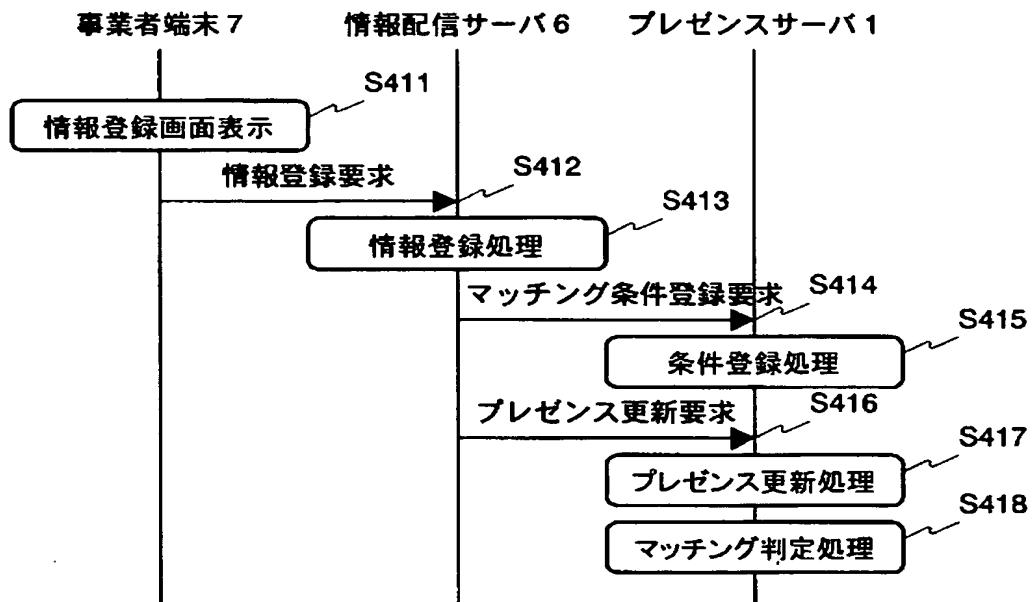 事業者端末7 情報配信サーバ6 プレゼンスサーバ1
S411
情報登録画面表示
情報登録要求
S412
S413
情報登録処理
マッチング条件登録要求
S414
S415
条件登録処理
プレゼンス更新要求
S416
S417
プレゼンス更新処理
S418
マッチング判定処理